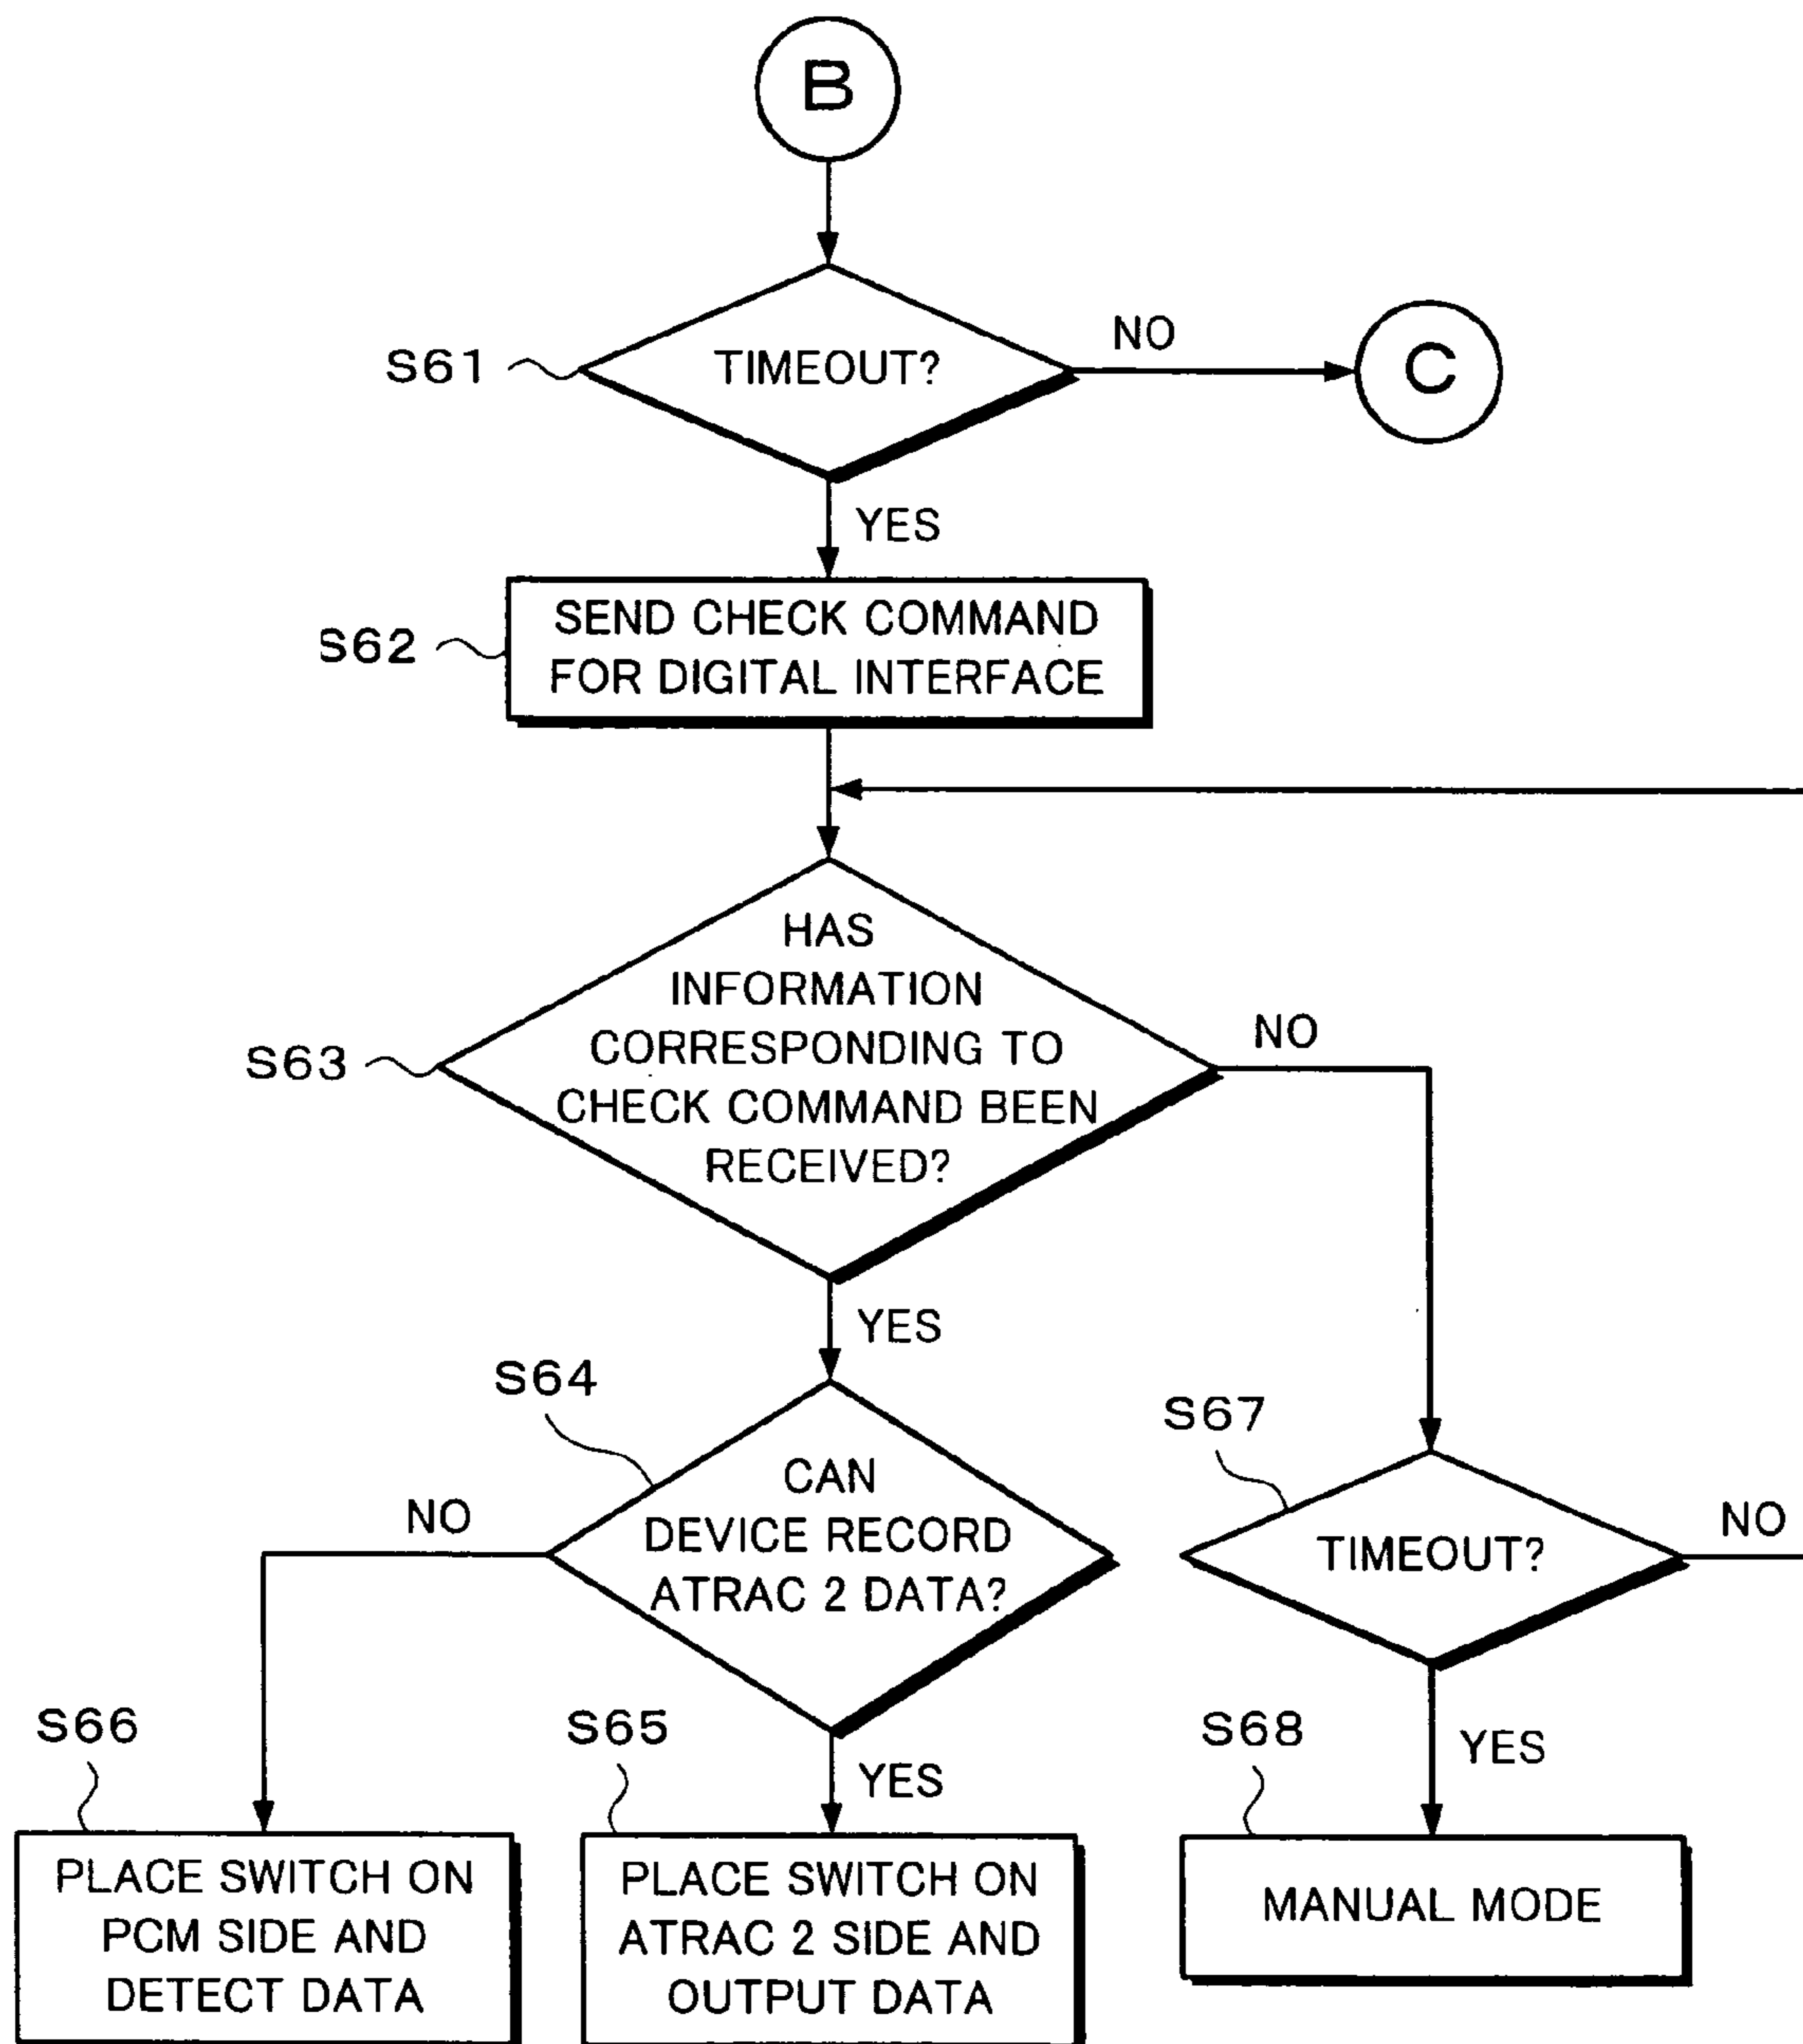 B
S61
TIMEOUT?
NO
C
YES
S62
SEND CHECK COMMAND
FOR DIGITAL INTERFACE
S63
HAS
INFORMATION
CORRESPONDING TO
CHECK COMMAND BEEN
RECEIVED?
NO
YES
S64
CAN
DEVICE RECORD
ATRAC 2 DATA?
NO
S67
TIMEOUT?
NO
S66
S65
YES
S68
YES
PLACE SWITCH ON
PCM SIDE AND
DETECT DATA
PLACE SWITCH ON
ATRAC 2 SIDE AND
OUTPUT DATA
MANUAL MODE